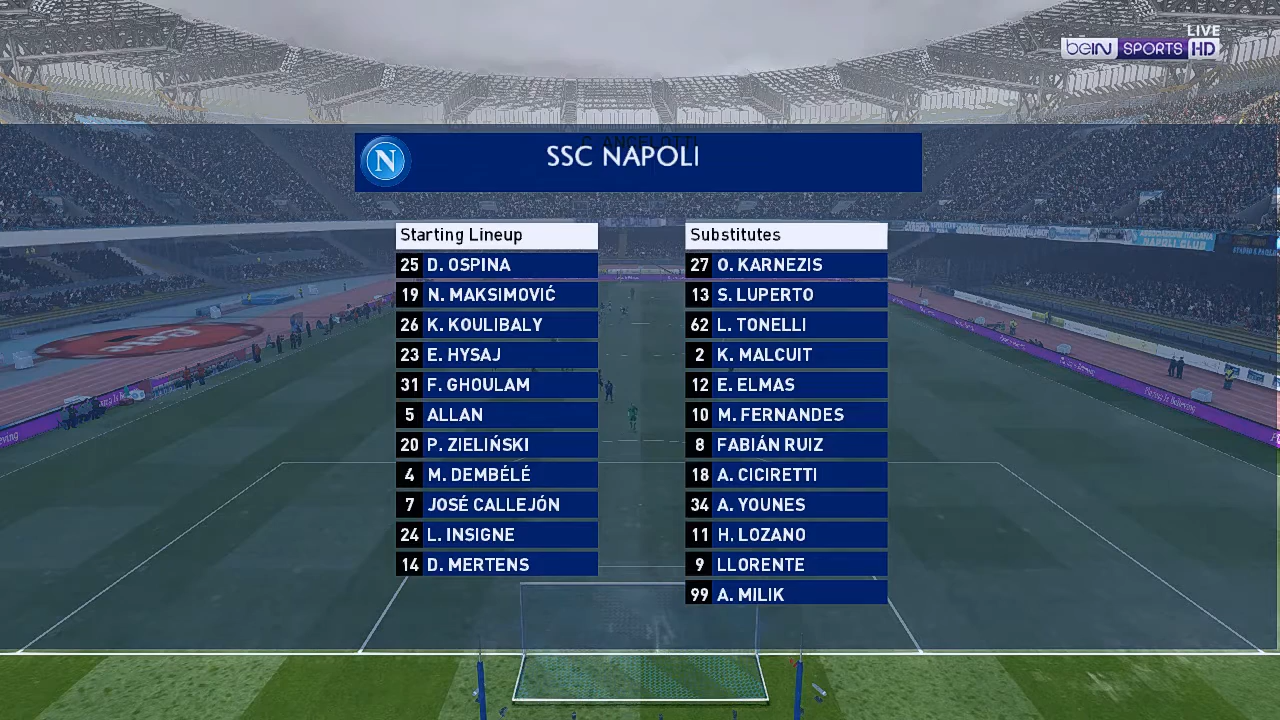 LIVE
beIN SPORTS HD
C. ANCELOTTI
N
SSC NAPOLI
Starting Lineup
25 D. OSPINA
19 N. MAKSIMOVIĆ
26 K. KOULIBALY
23 E. HYSAJ
31 F. GHOULAM
5 ALLAN
20 P. ZIELIŃSKI
4 M. DEMBÉLÉ
7 JOSÉ CALLEJÓN
24 L. INSIGNE
14 D. MERTENS
Substitutes
27 O. KARNEZIS
13 S. LUPERTO
62 L. TONELLI
2 K. MALCUIT
12 E. ELMAS
10 M. FERNANDES
8 FABIÁN RUIZ
18 A. CICIRETTI
34 A. YOUNES
11 H. LOZANO
9 LLORENTE
99 A. MILIK